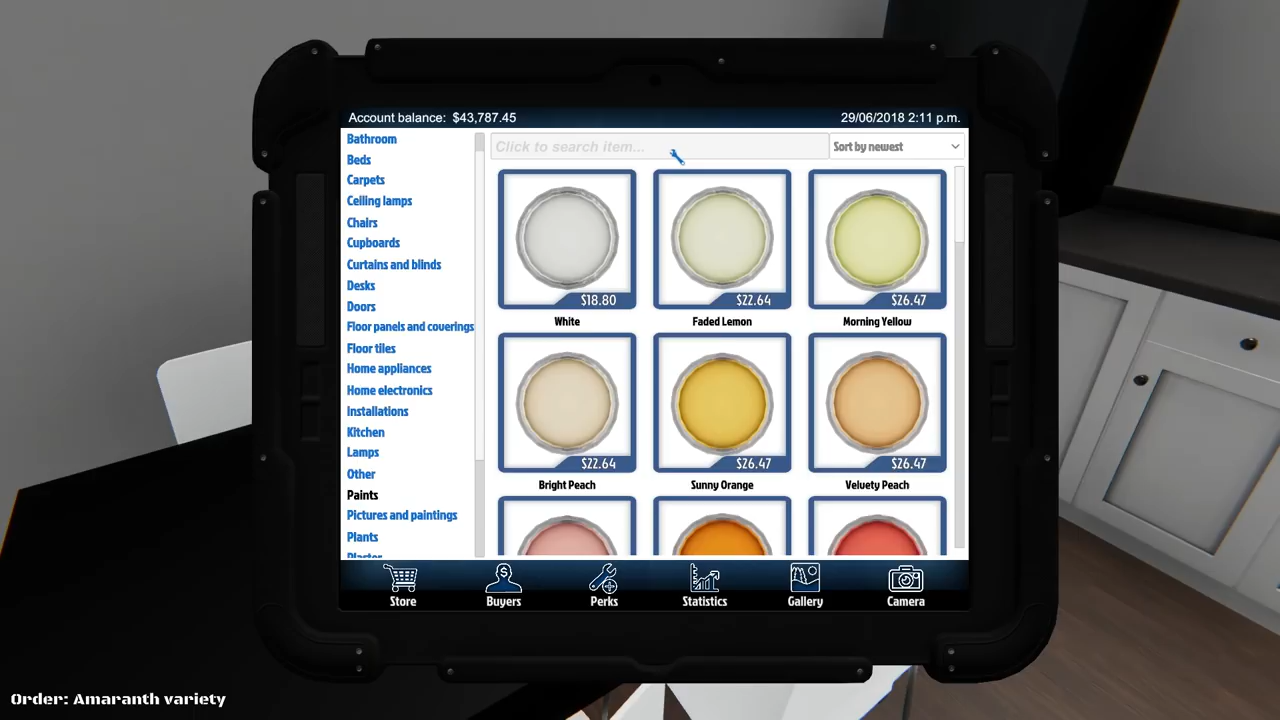 Account balance: $43,787.45
29/06/2018 2:11 p.m.
Bathroom
Beds
Carpets
Ceiling lamps
Chairs
Cupboards
Curtains and blinds
Desks
Doors
Floor panels and coverings
Floor tiles
Home appliances
Home electronics
Installations
Kitchen
Lamps
Other
Paints
Pictures and paintings
Plants
Plaster
Click to search item...
Sort by newest
$18.80
$22.64
$26.47
White
Faded Lemon
Morning Yellow
$22.64
$26.47
$26.47
Bright Peach
Sunny Orange
Velvety Peach
Store
Buyers
Perks
Statistics
Gallery
Camera
Order: Amaranth variety